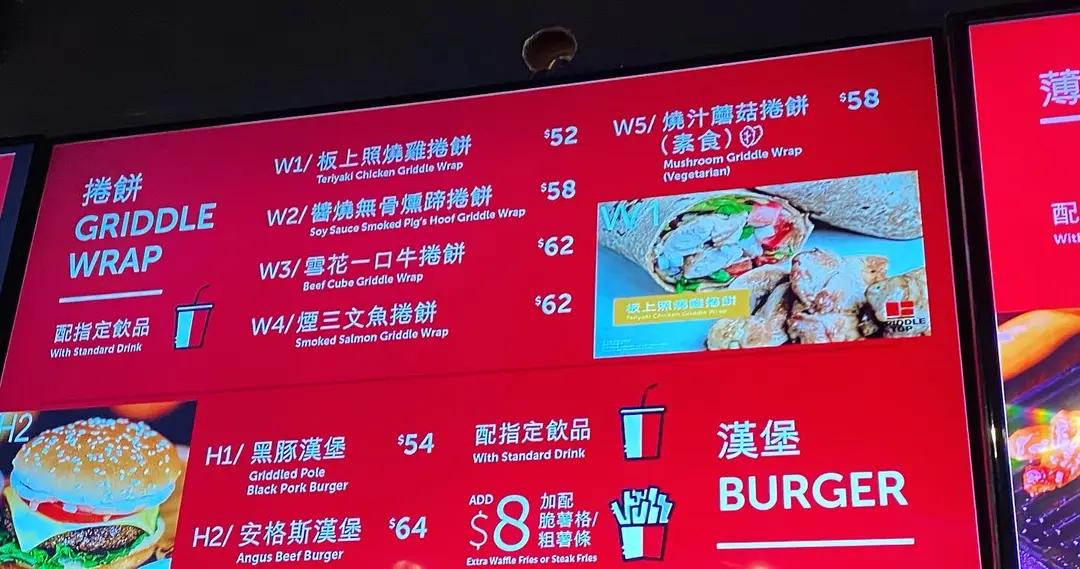 捲餅
GRIDDLE
WRAP
配指定飲品
With Standard Drink
W1/ 板上照燒雞捲餅 $52
Teriyaki Chicken Griddle Wrap
W2/ 醬燒無骨燻蹄捲餅 $58
Soy Sauce Smoked Pig's Hoof Griddle Wrap
W3/ 雪花一口牛捲餅 $62
Beef Cube Griddle Wrap
W4/ 煙三文魚捲餅 $62
Smoked Salmon Griddle Wrap
W5/ 燒汁蘑菇捲餅 $58
(素食)
Mushroom Griddle Wrap
(Vegetarian)
W1
板上照燒雞捲餅
Teriyaki Chicken Griddle Wrap
GRIDDLE
TOP
H2
H1/ 黑豚漢堡 $54
Griddled Pole
Black Pork Burger
H2/ 安格斯漢堡 $64
Angus Beef Burger
配指定飲品
With Standard Drink
ADD
$8
加配
脆薯格/
粗薯條
Extra Waffle Fries or Steak Fries
漢堡
BURGER
薄
配
With